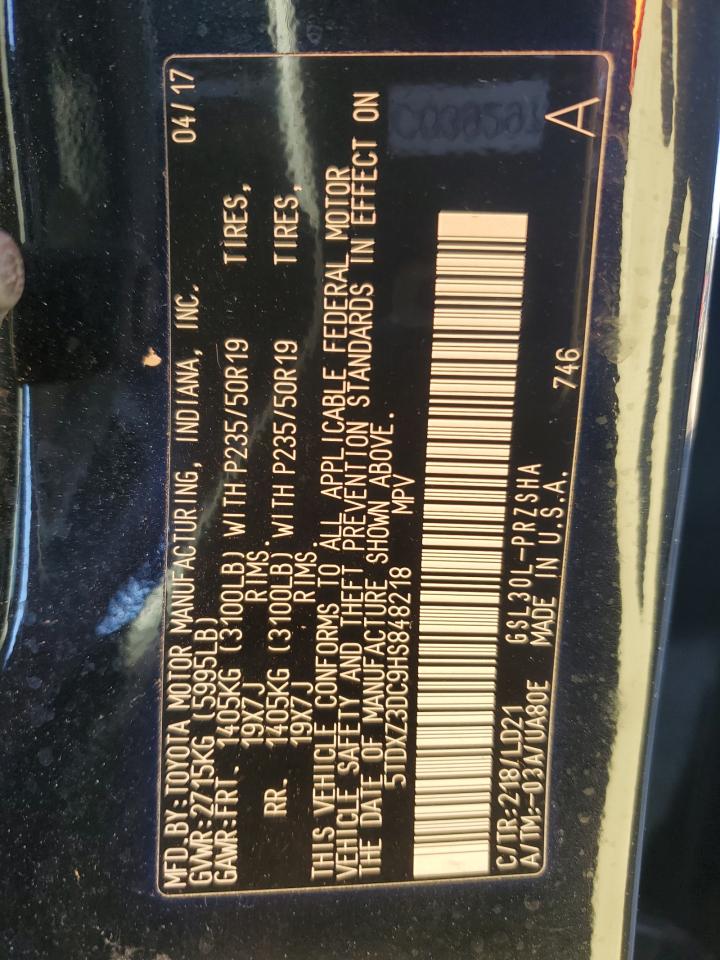 MFD.BY:TOYOTA MOTOR MANUFACTURING, INDIANA, INC. 04/17
GVWR:2715KG (5995LB)
GAWR:FRT. 1405KG (3100LB) WITH P235/50R19 TIRES,
19X7J RIMS
RR. 1405KG (3100LB) WITH P235/50R19 TIRES,
19X7J RIMS
THIS VEHICLE CONFORMS TO ALL APPLICABLE FEDERAL MOTOR
VEHICLE SAFETY AND THEFT PREVENTION STANDARDS IN EFFECT ON
THE DATE OF MANUFACTURE SHOWN ABOVE.
5TDXZ3DC9HS848218 MPV
C/TR:218/LD21 GSL30L-PRZSHA
A/TM:-03A/UA80E MADE IN U.S.A. 746 A